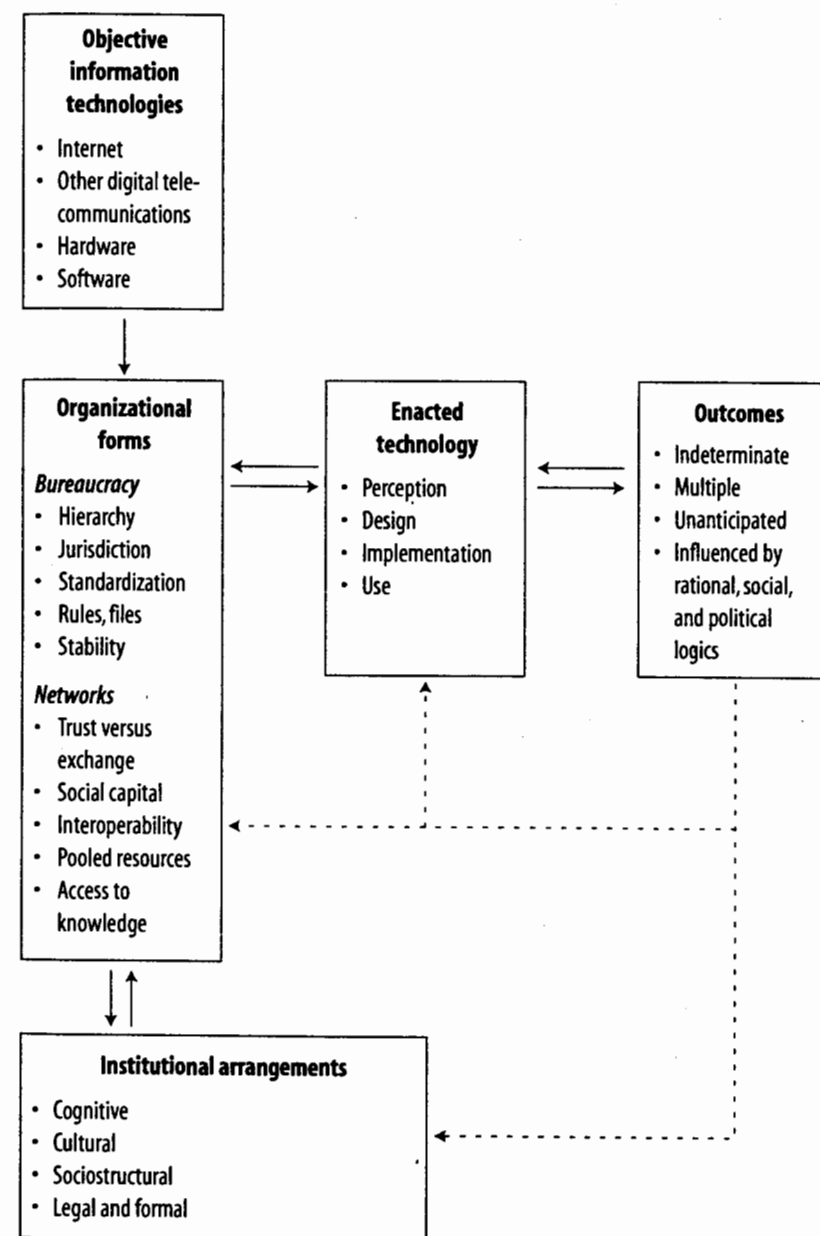 Objective
information
technologies
• Internet
• Other digital tele-
communications
• Hardware
• Software
Organizational
forms
Bureaucracy
• Hierarchy
• Jurisdiction
• Standardization
• Rules, files
• Stability
Networks
• Trust versus
exchange
• Social capital
• Interoperability
• Pooled resources
• Access to
knowledge
Enacted
technology
• Perception
• Design
• Implementation
• Use
Outcomes
• Indeterminate
• Multiple
• Unanticipated
• Influenced by
rational, social,
and political
logics
Institutional arrangements
• Cognitive
• Cultural
• Sociostructural
• Legal and formal